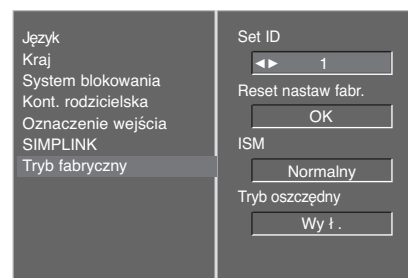 Język
Kraj
System blokowania
Kont. rodzicielska
Oznaczenie wejścia
SIMPLINK
Tryb fabryczny
Set ID
◄► 1
Reset nastaw fabr.
OK
ISM
Normalny
Tryb oszczędny
Wy ł .